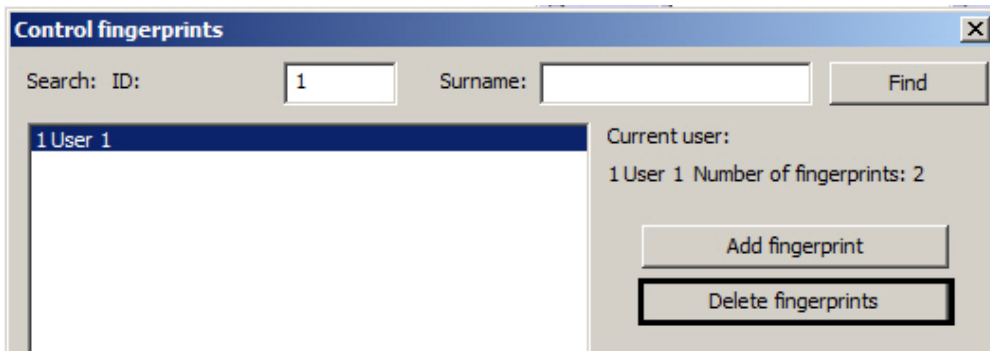 Control fingerprints
Search: ID: 1 Surname: Find
1 User 1
Current user:
1 User 1 Number of fingerprints: 2
Add fingerprint
Delete fingerprints